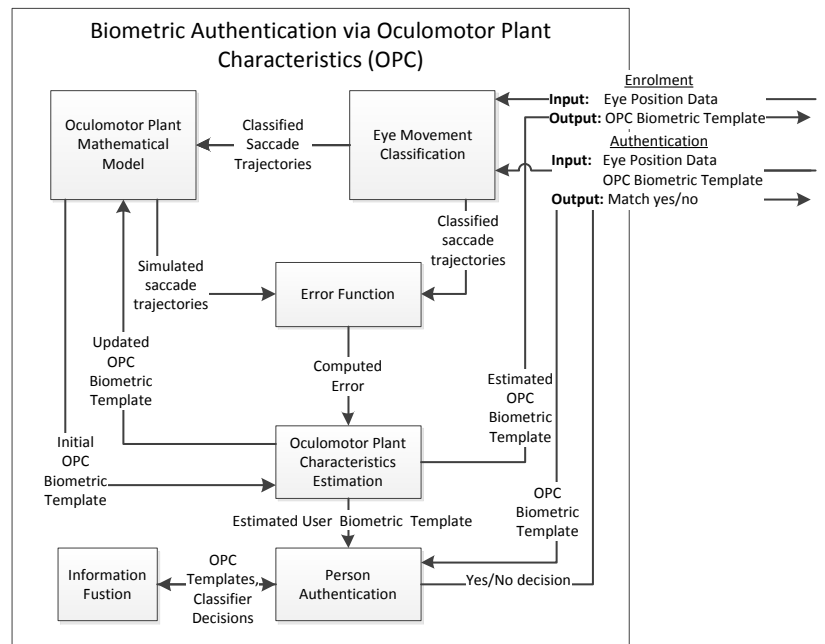 Biometric Authentication via Oculomotor Plant
Characteristics (OPC)
Enrolment
Input: Eye Position Data
Output: OPC Biometric Template
Authentication
Input: Eye Position Data
OPC Biometric Template
Output: Match yes/no
Oculomotor Plant
Mathematical
Model
Classified
Saccade
Trajectories
Eye Movement
Classification
Simulated
saccade
trajectories
Classified
saccade
trajectories
Error Function
Updated
OPC
Biometric
Template
Computed
Error
Estimated
OPC
Biometric
Template
Initial
OPC
Biometric
Template
Oculomotor Plant
Characteristics
Estimation
OPC
Biometric
Template
Estimated User Biometric Template
Information
Fustion
OPC
Templates,
Classifier
Decisions
Person
Authentication
Yes/No decision